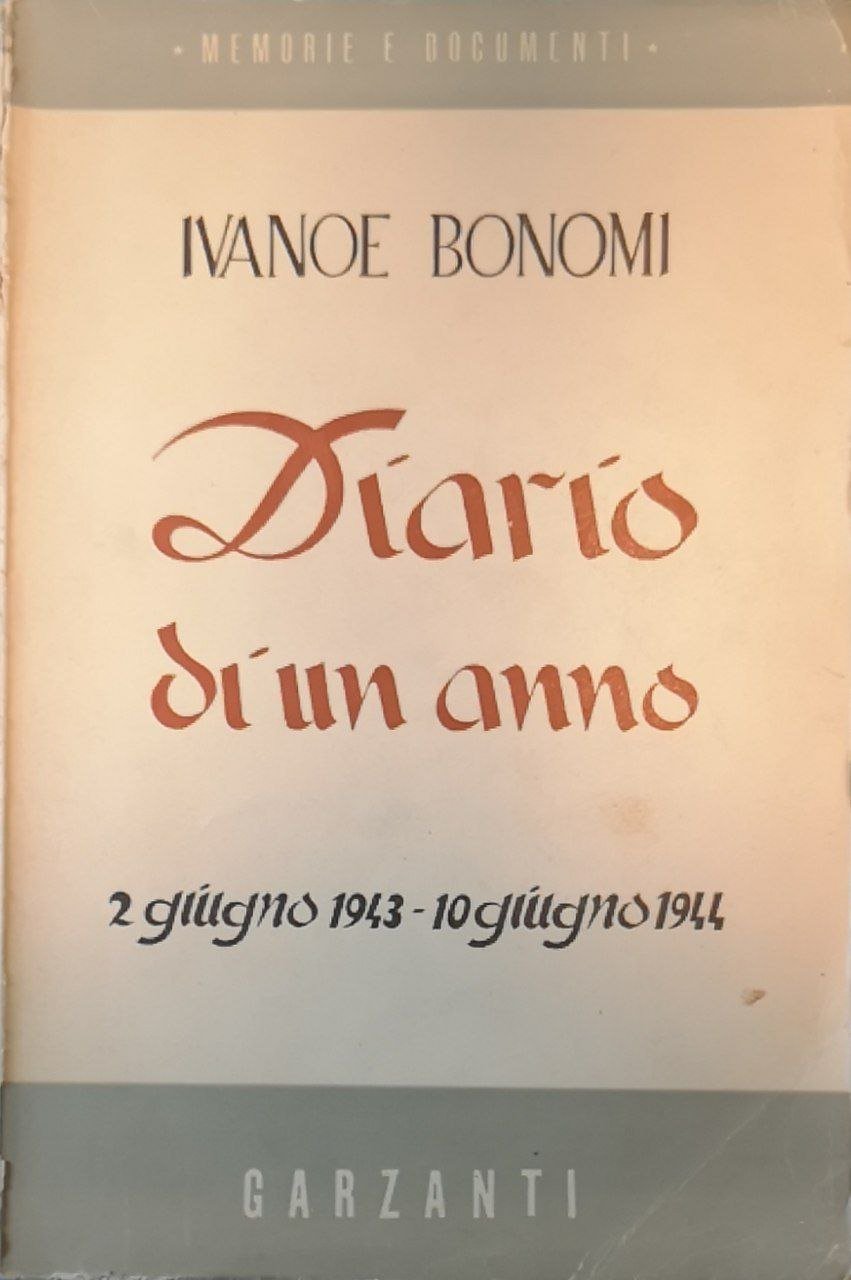 * MEMORIE E DOCUMENTI *
IVANOE BONOMI
Diario
di un anno
2 giugno 1943 - 10 giugno 1944
GARZANTI